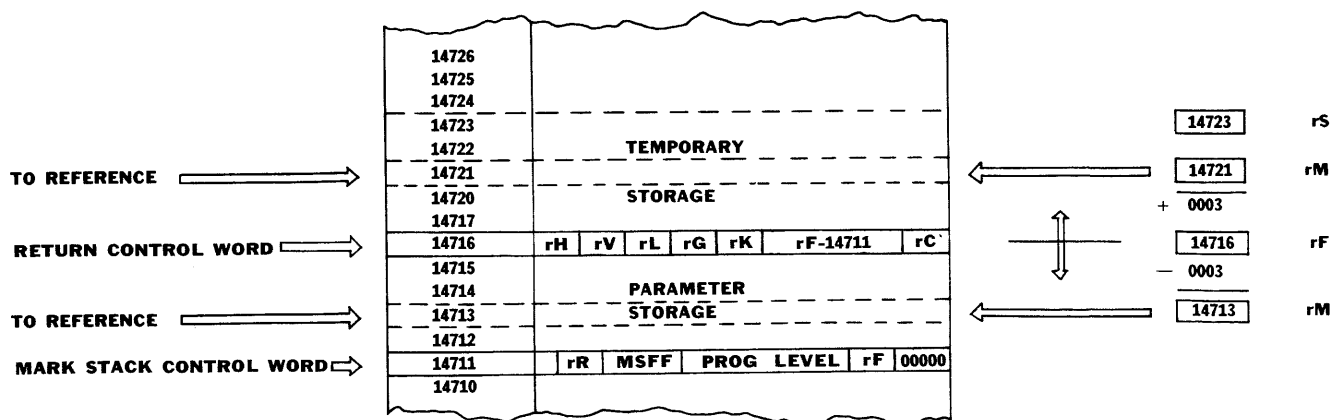 14726
14725
14724
14723 14723 rS
14722 TEMPORARY
TO REFERENCE 14721 14721 rM
14720 STORAGE + 0003
14717
RETURN CONTROL WORD 14716 rH rV rL rG rK rF-14711 rC 14716 rF
14715 — 0003
14714 PARAMETER
TO REFERENCE 14713 STORAGE 14713 rM
14712
MARK STACK CONTROL WORD 14711 rR MSFF PROG LEVEL rF 00000
14710